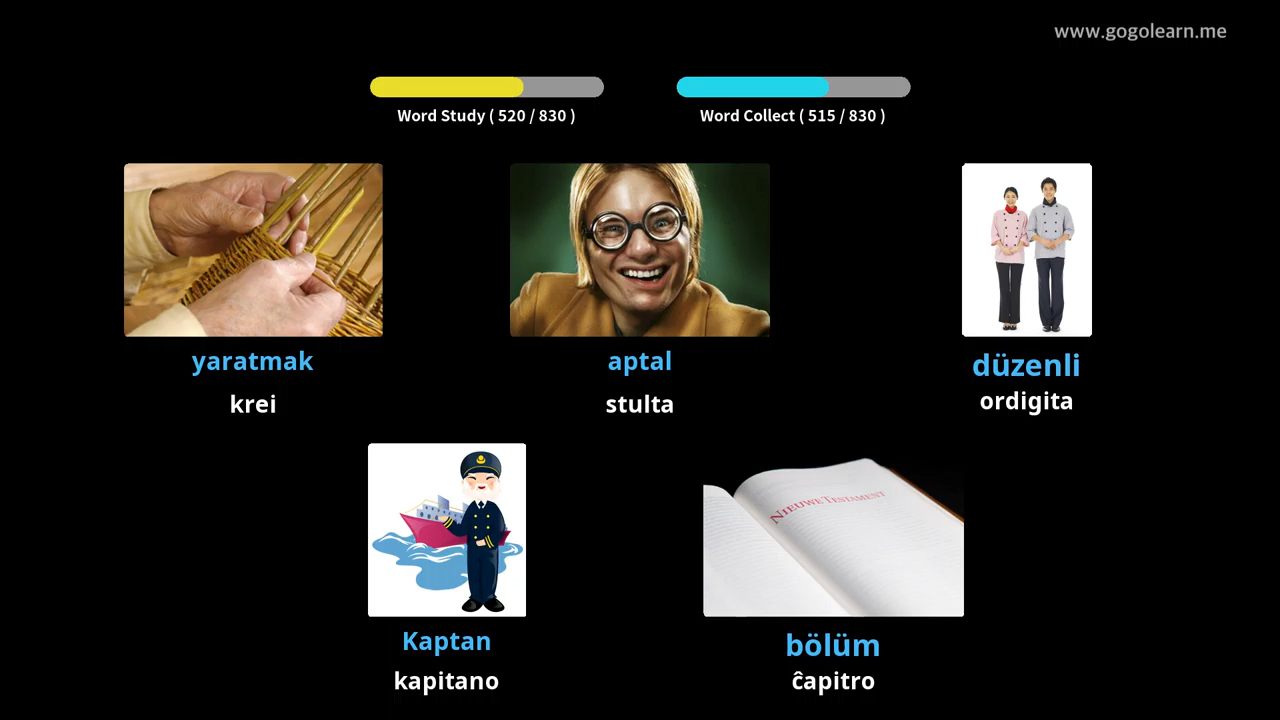 www.gogolearn.me
Word Study ( 520 / 830 )
Word Collect ( 515 / 830 )
yaratmak
krei
aptal
stulta
düzenli
ordigita
NIEUWE TESTAMENT
Kaptan
kapitano
bölüm
ĉapitro